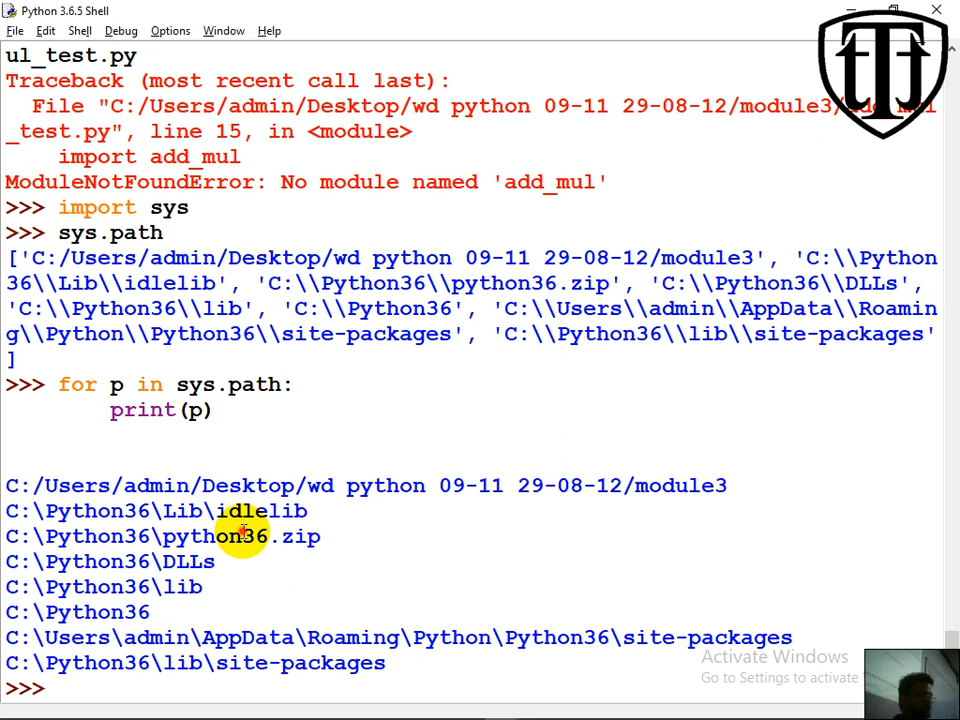 Python 3.6.5 Shell
File Edit Shell Debug Options Window Help
ul_test.py
Traceback (most recent call last):
File "C:/Users/admin/Desktop/wd python 09-11 29-08-12/module3/
_test.py", line 15, in <module>
import add_mul
ModuleNotFoundError: No module named 'add_mul'
>>> import sys
>>> sys.path
['C:/Users/admin/Desktop/wd python 09-11 29-08-12/module3', 'C:\\Python
36\\Lib\\idlelib', 'C:\\Python36\\python36.zip', 'C:\\Python36\\DLLs',
'C:\\Python36\\lib', 'C:\\Python36', 'C:\\Users\\admin\\AppData\\Roamin
g\\Python\\Python36\\site-packages', 'C:\\Python36\\lib\\site-packages'
]
>>> for p in sys.path:
print(p)
C:/Users/admin/Desktop/wd python 09-11 29-08-12/module3
C:\Python36\Lib\idlelib
C:\Python36\python36.zip
C:\Python36\DLLs
C:\Python36\lib
C:\Python36
C:\Users\admin\AppData\Roaming\Python\Python36\site-packages
C:\Python36\lib\site-packages
>>>
Activate Windows
Go to Settings to activate